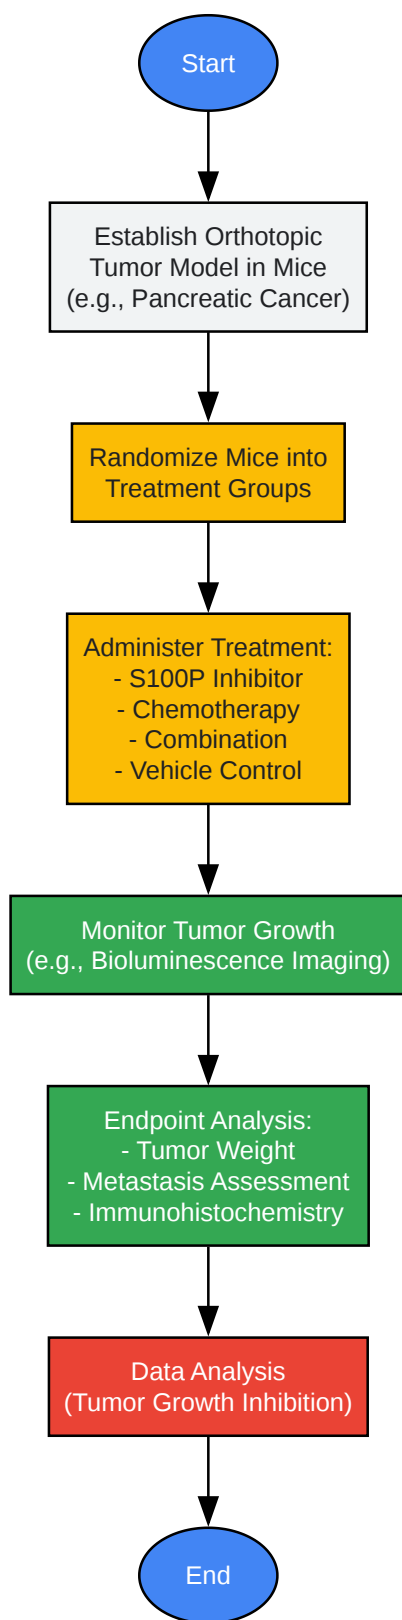 Start
Establish Orthotopic
Tumor Model in Mice
(e.g., Pancreatic Cancer)
Randomize Mice into
Treatment Groups
Administer Treatment:
- S100P Inhibitor
- Chemotherapy
- Combination
- Vehicle Control
Monitor Tumor Growth
(e.g., Bioluminescence Imaging)
Endpoint Analysis:
- Tumor Weight
- Metastasis Assessment
- Immunohistochemistry
Data Analysis
(Tumor Growth Inhibition)
End